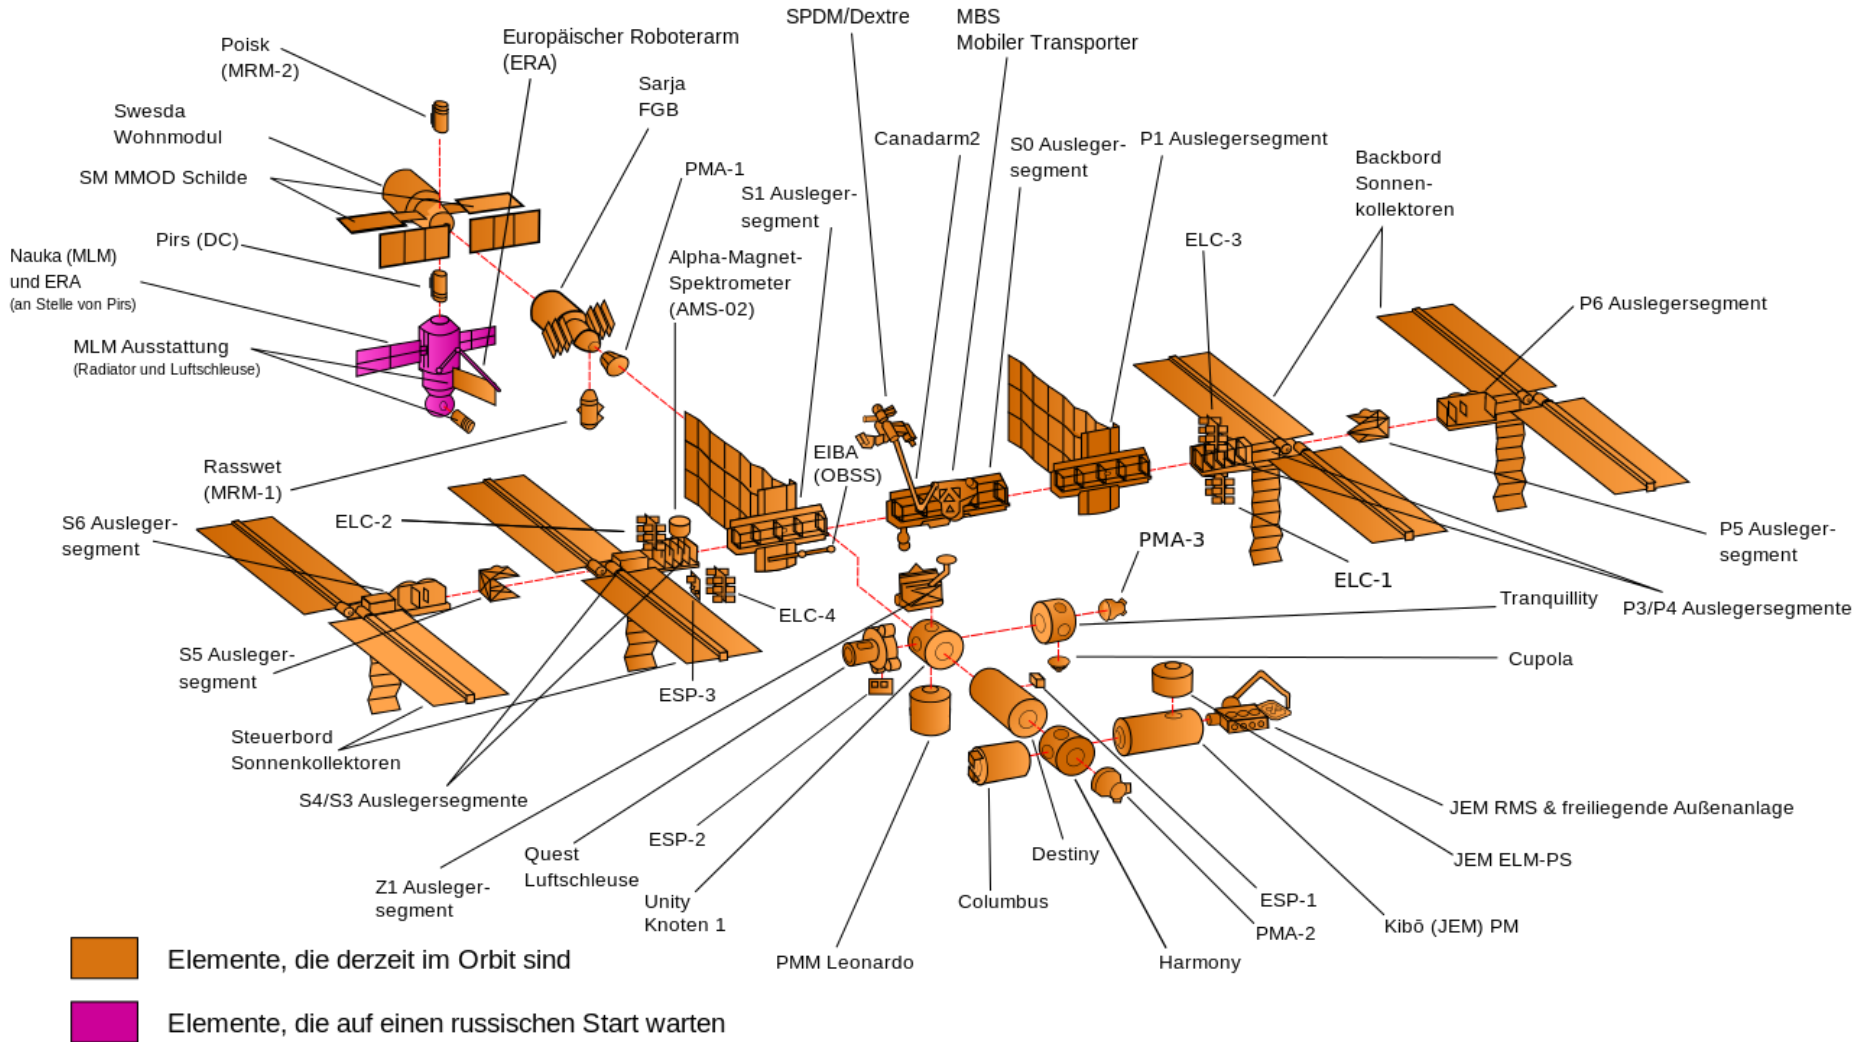 SPDM/Dextre
MBS
Mobiler Transporter
Europäischer Roboterarm
(ERA)
Poisk
(MRM-2)
Sarja
FGB
Swesda
Wohnmodul
Canadarm2
S0 Ausleger-
segment
P1 Auslegersegment
Backbord
Sonnen-
kollektoren
SM MMOD Schilde
PMA-1
S1 Ausleger-
segment
Pirs (DC)
ELC-3
Nauka (MLM)
und ERA
(an Stelle von Pirs)
Alpha-Magnet-
Spektrometer
(AMS-02)
P6 Auslegersegment
MLM Ausstattung
(Radiator und Luftschleuse)
EIBA
(OBSS)
Rasswet
(MRM-1)
S6 Ausleger-
segment
ELC-2
P5 Ausleger-
segment
PMA-3
ELC-1
Tranquillity
P3/P4 Auslegersegmente
ELC-4
S5 Ausleger-
segment
Cupola
ESP-3
Steuerbord
Sonnenkollektoren
S4/S3 Auslegersegmente
JEM RMS & freiliegende Außenanlage
ESP-2
Quest
Luftschleuse
Destiny
JEM ELM-PS
Z1 Ausleger-
segment
Unity
Knoten 1
Columbus
ESP-1
PMA-2
Kibō (JEM) PM
PMM Leonardo
Harmony
Elemente, die derzeit im Orbit sind
Elemente, die auf einen russischen Start warten